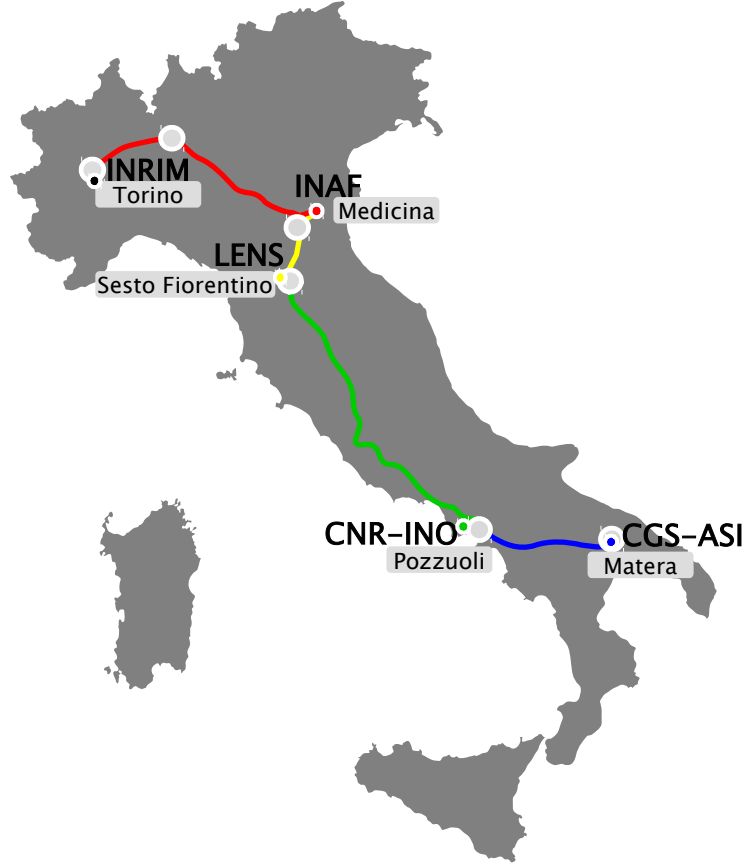 INRIM
Torino
INAF
Medicina
LENS
Sesto Fiorentino
CNR-INO
Pozzuoli
CGS-ASI
Matera